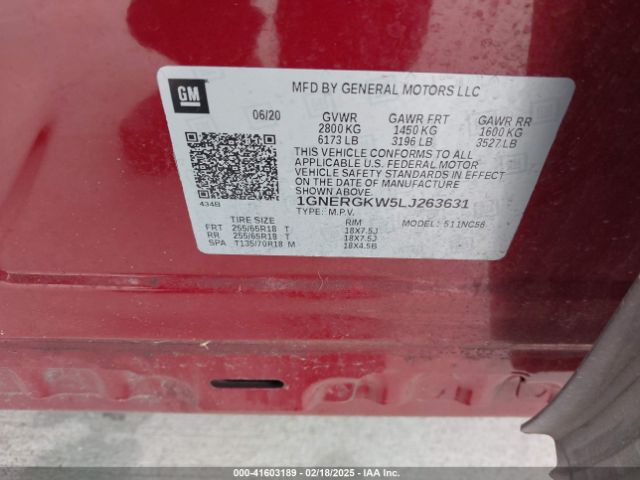 GM
MFD BY GENERAL MOTORS LLC
06/20 GVWR GAWR FRT GAWR RR
2800 KG 1450 KG 1600 KG
6173 LB 3196 LB 3527 LB
THIS VEHICLE CONFORMS TO ALL
APPLICABLE U.S. FEDERAL MOTOR
VEHICLE SAFETY STANDARDS IN EFFECT
ON THE DATE OF MANUFACTURE
SHOWN ABOVE.
1GNERGKW5LJ263631
434B TYPE: M.P.V. MODEL: 511NC56
TIRE SIZE RIM
FRT 255/65R18 T 18X7.5J
RR 255/65R18 T 18X7.5J
SPA T135/70R18 M 18X4.5B
000-41603189 - 02/18/2025 - IAAI.COM